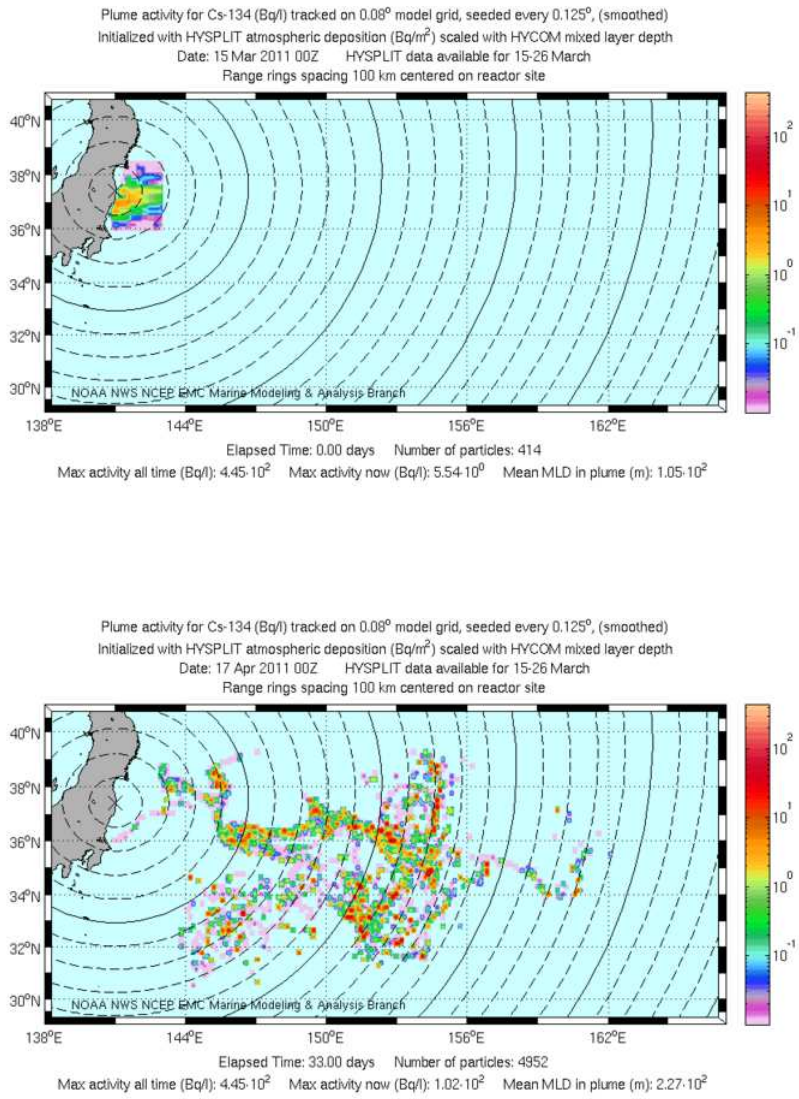 Plume activity for Cs-134 (Bq/l) tracked on 0.08° model grid, seeded every 0.125°, (smoothed)
Initialized with HYSPLIT atmospheric deposition (Bq/m²) scaled with HYCOM mixed layer depth
Date: 15 Mar 2011 00Z HYSPLIT data available for 15-26 March
Range rings spacing 100 km centered on reactor site
40°N
38°N
36°N
34°N
32°N
30°N
10²
10¹
10⁰
10⁻¹
NOAA NWS NCEP EMC Marine Modeling & Analysis Branch
138°E 144°E 150°E 156°E 162°E
Elapsed Time: 0.00 days Number of particles: 414
Max activity all time (Bq/l): 4.45·10² Max activity now (Bq/l): 5.54·10⁰ Mean MLD in plume (m): 1.05·10²
Plume activity for Cs-134 (Bq/l) tracked on 0.08° model grid, seeded every 0.125°, (smoothed)
Initialized with HYSPLIT atmospheric deposition (Bq/m²) scaled with HYCOM mixed layer depth
Date: 17 Apr 2011 00Z HYSPLIT data available for 15-26 March
Range rings spacing 100 km centered on reactor site
40°N
38°N
36°N
34°N
32°N
30°N
10²
10¹
10⁰
10⁻¹
NOAA NWS NCEP EMC Marine Modeling & Analysis Branch
138°E 144°E 150°E 156°E 162°E
Elapsed Time: 33.00 days Number of particles: 4952
Max activity all time (Bq/l): 4.45·10² Max activity now (Bq/l): 1.02·10² Mean MLD in plume (m): 2.27·10²